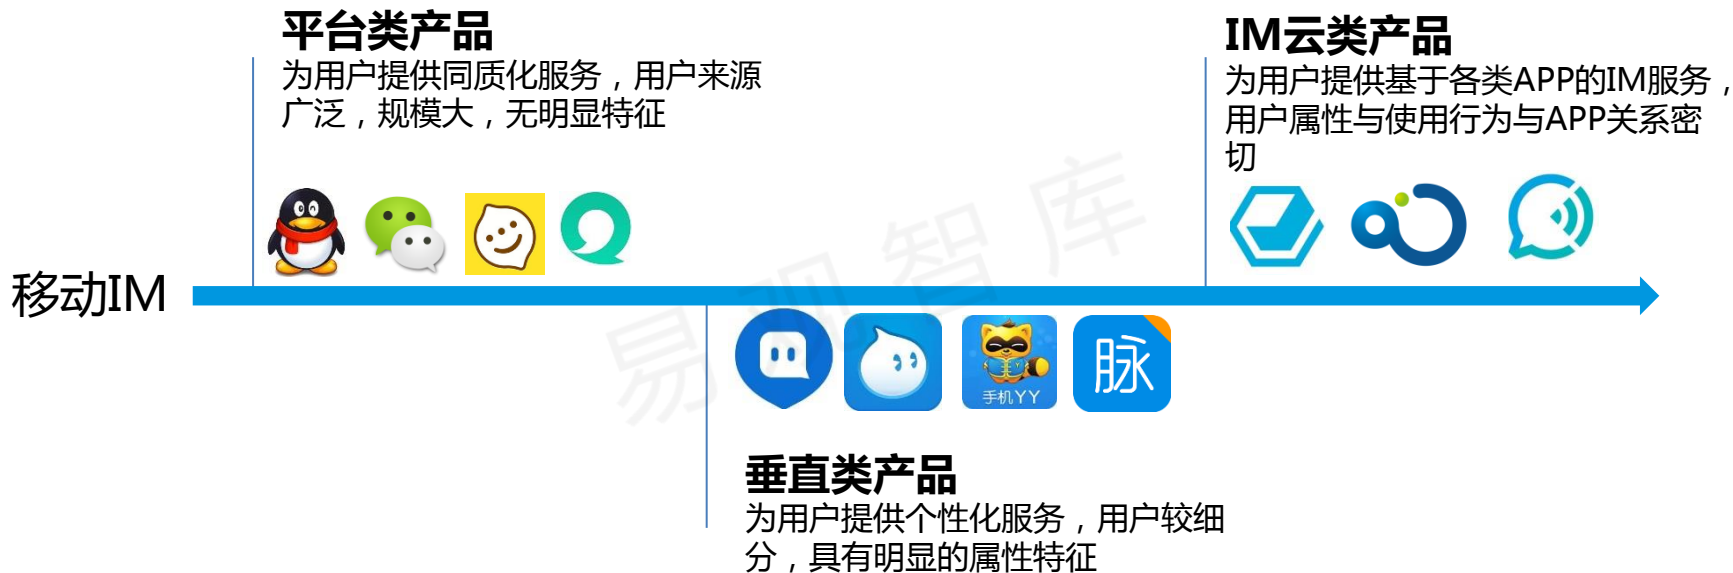 平台类产品
为用户提供同质化服务，用户来源
广泛，规模大，无明显特征
IM云类产品
为用户提供基于各类APP的IM服务，
用户属性与使用行为与APP关系密
切
移动IM
易观智库
手机YY
脉
垂直类产品
为用户提供个性化服务，用户较细
分，具有明显的属性特征